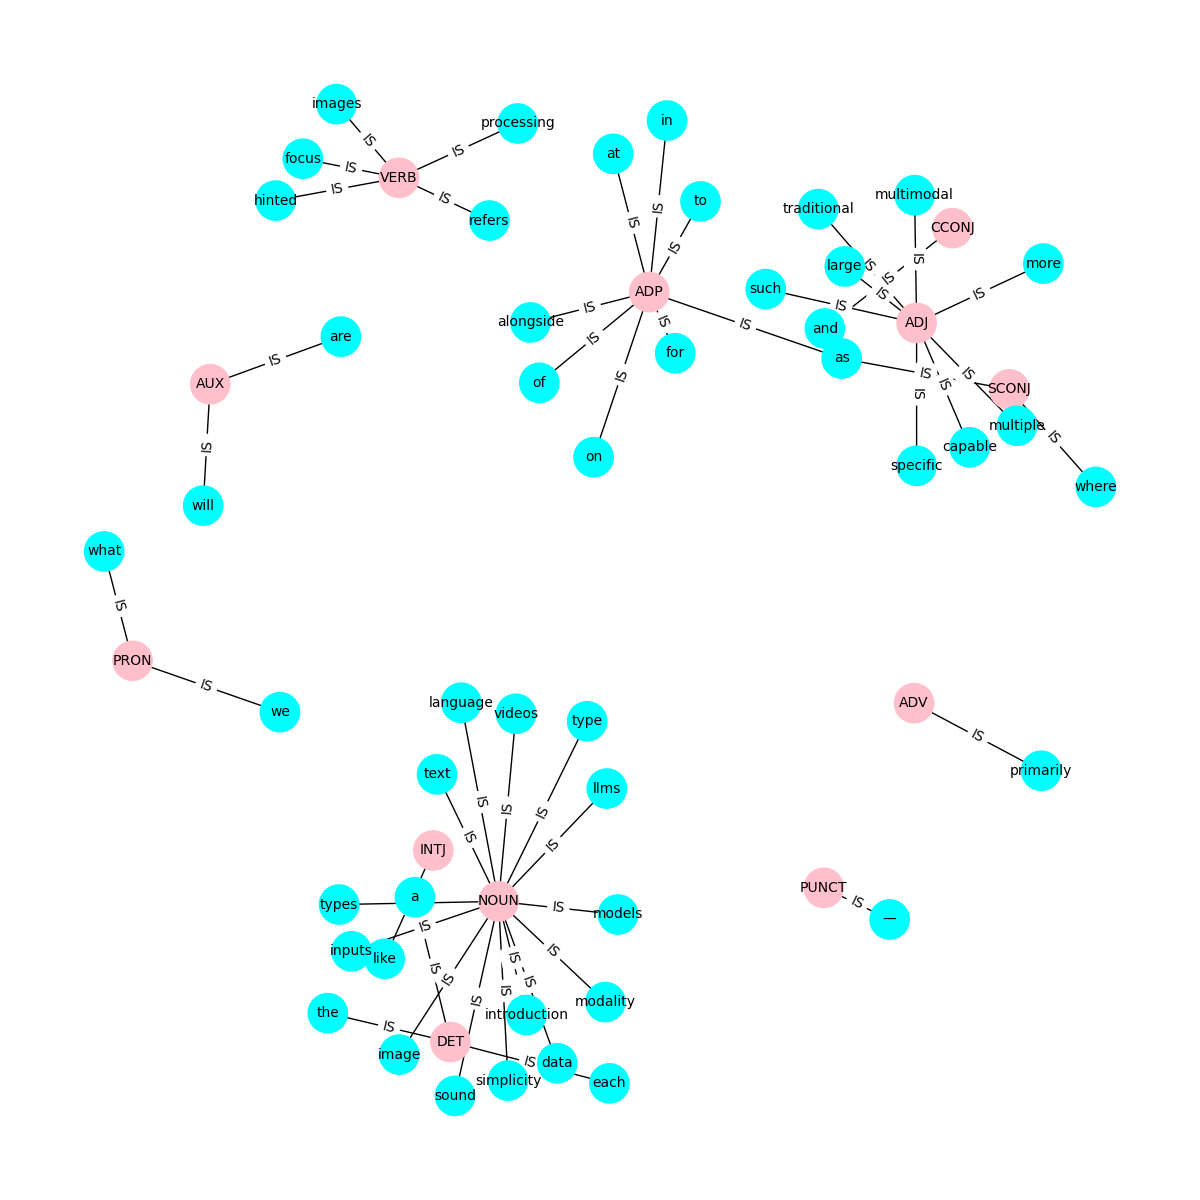 images
in
processing
at
IS
IS
focus
IS
IS
VERB
hinted
IS
multimodal
IS
to
traditional
IS
IS
refers
CCONJ
IS
IS
IS
more
large
IS
such
ADP
IS
IS
IS
IS
alongside
IS
IS
ADJ
IS
and
are
IS
of
for
as
IS
AUX
IS
IS
IS
IS
IS
SCONJ
IS
multiple
IS
IS
capable
on
specific
where
will
what
IS
PRON
IS
we
language
videos
type
ADV
IS
text
primarily
llms
IS
IS
IS
IS
IS
INTJ
PUNCT
a
NOUN
IS
types
IS
models
—
IS
inputs
like
IS
IS
IS
IS
IS
IS
IS
modality
the
introduction
IS
DET
image
IS
data
simplicity
each
sound